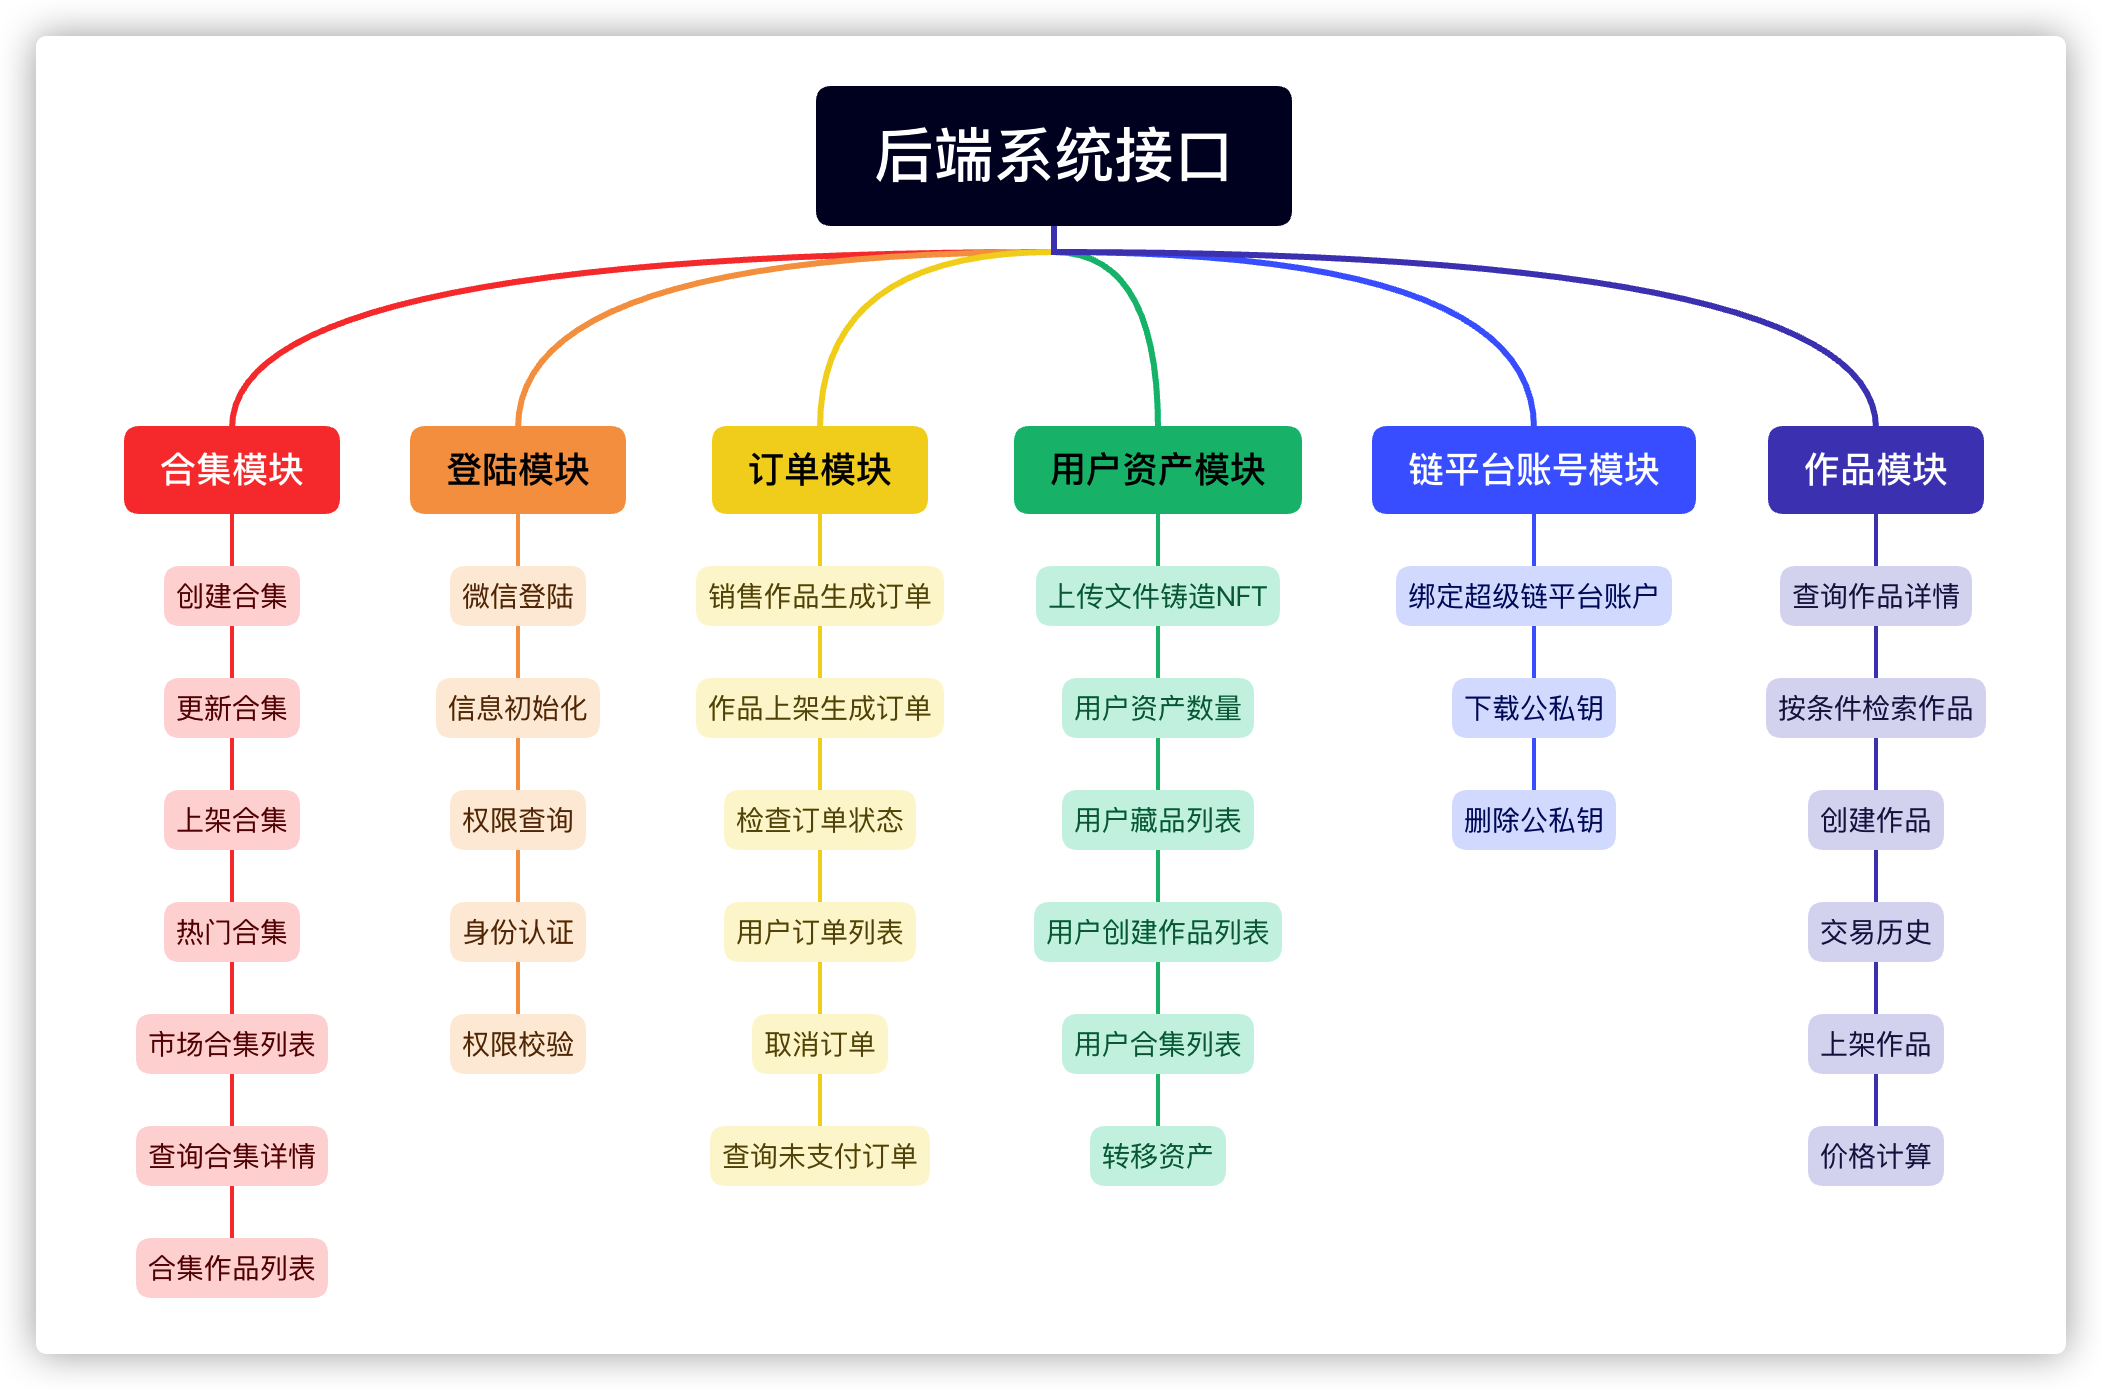 后端系统接口
合集模块
创建合集
更新合集
上架合集
热门合集
市场合集列表
查询合集详情
合集作品列表
登陆模块
微信登陆
信息初始化
权限查询
身份认证
权限校验
订单模块
销售作品生成订单
作品上架生成订单
检查订单状态
用户订单列表
取消订单
查询未支付订单
用户资产模块
上传文件铸造NFT
用户资产数量
用户藏品列表
用户创建作品列表
用户合集列表
转移资产
链平台账号模块
绑定超级链平台账户
下载公私钥
删除公私钥
作品模块
查询作品详情
按条件检索作品
创建作品
交易历史
上架作品
价格计算